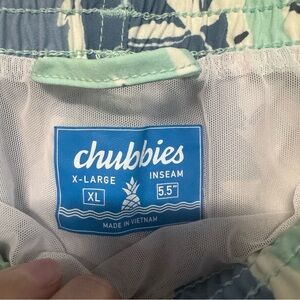 chubbies
X-LARGE INSEAM
XL 5.5"
MADE IN VIETNAM